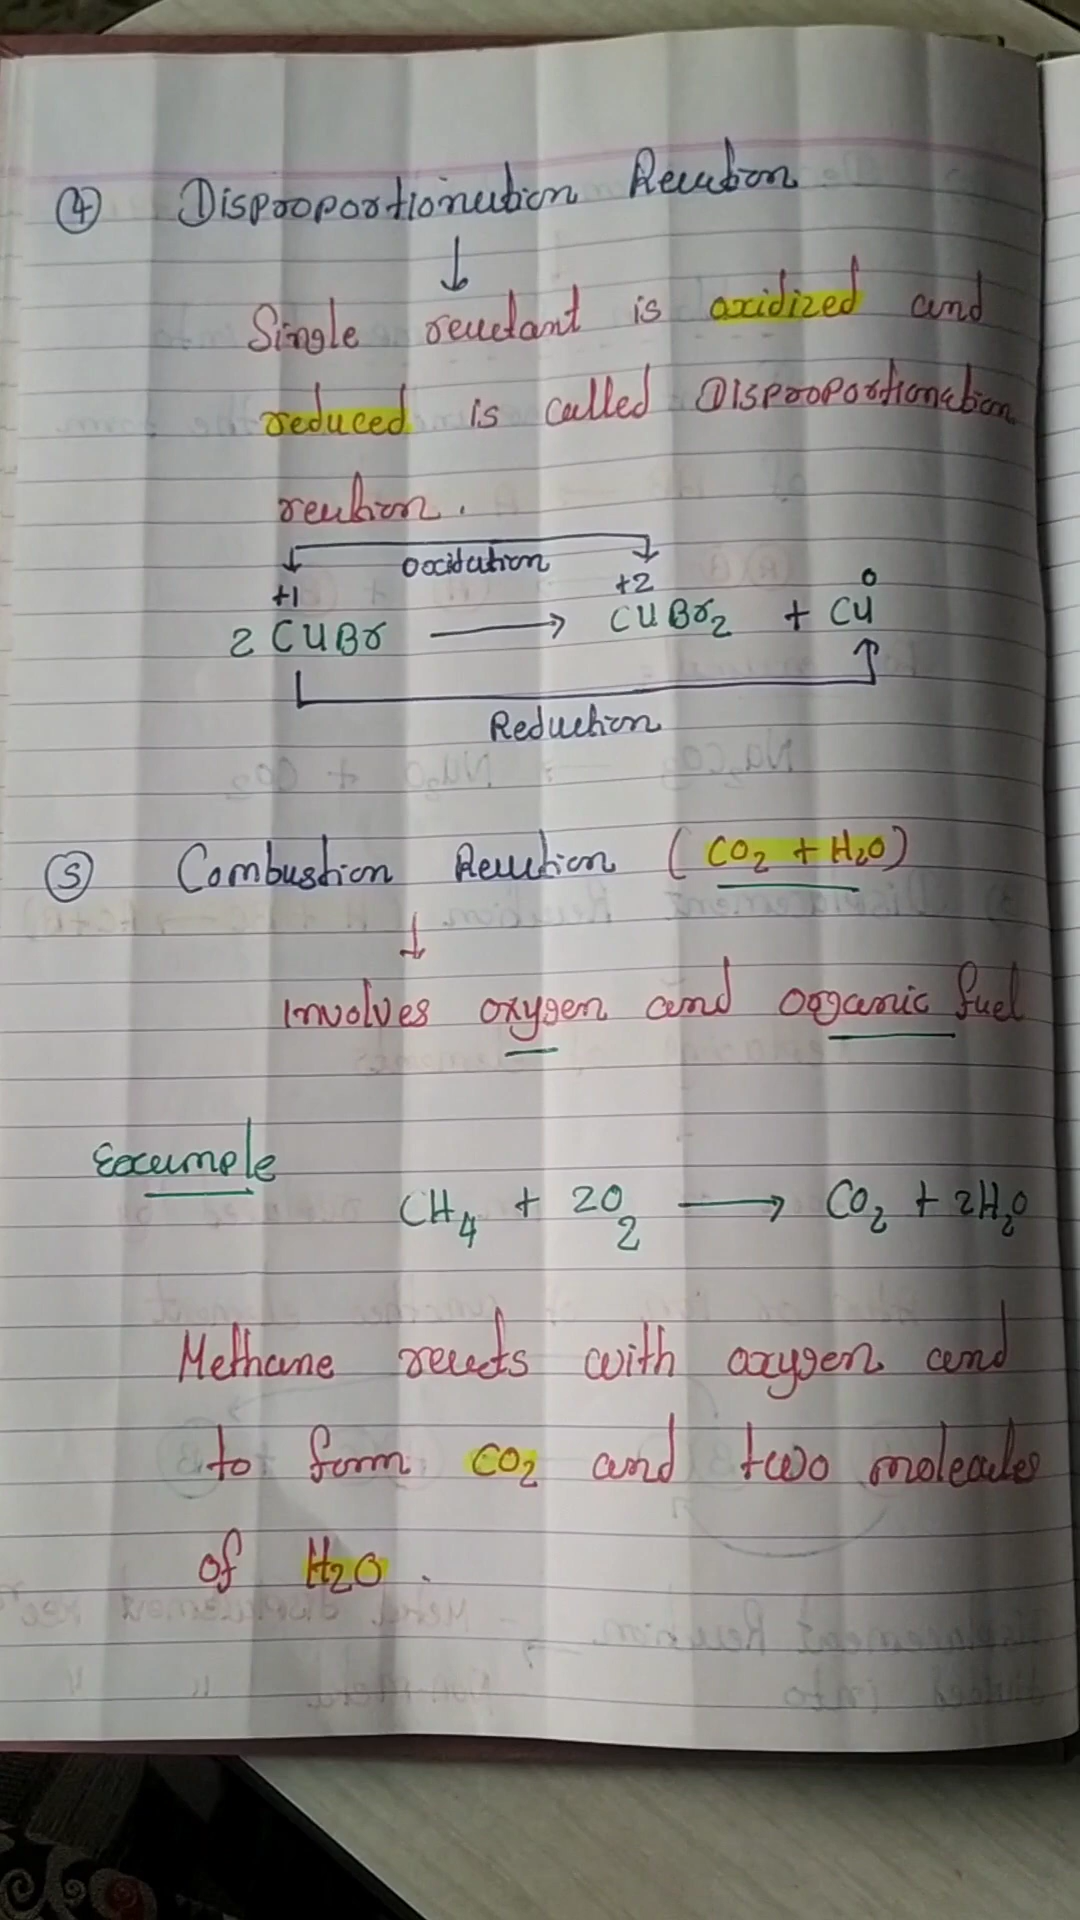 ④ Disproportionation Reaction
↓
Single reactant is oxidized and
reduced is called Disproportionation
reaction.
oxidation
+1 +2 0
2 CuBr → CuBr₂ + Cu
Reduction
⑤ Combustion Reaction (CO₂ + H₂O)
↓
Involves oxygen and organic fuel
Example
CH₄ + 2O₂ → CO₂ + 2H₂O
Methane reacts with oxygen and
to form CO₂ and two molecules
of H₂O.